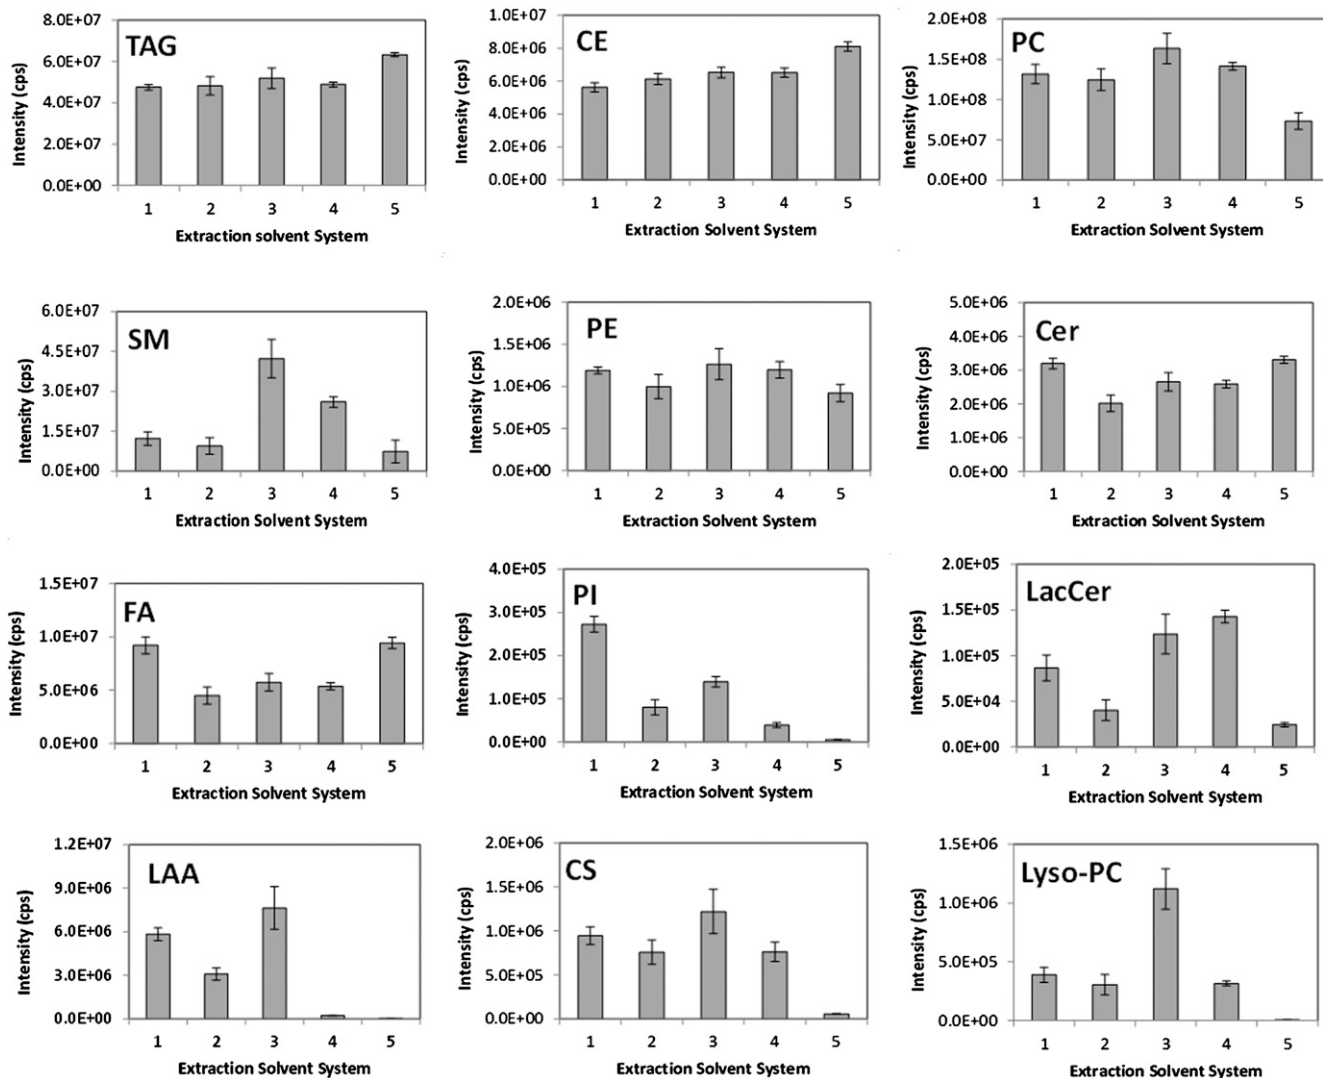 TAG
Intensity (cps)
8.0E+07
6.0E+07
4.0E+07
2.0E+07
0.0E+00
1 2 3 4 5
Extraction solvent System
CE
Intensity (cps)
1.0E+07
8.0E+06
6.0E+06
4.0E+06
2.0E+06
0.0E+00
1 2 3 4 5
Extraction Solvent System
PC
Intensity (cps)
2.0E+08
1.5E+08
1.0E+08
5.0E+07
0.0E+00
1 2 3 4 5
Extraction Solvent System
SM
Intensity (cps)
6.0E+07
4.5E+07
3.0E+07
1.5E+07
0.0E+00
1 2 3 4 5
Extraction Solvent System
PE
Intensity (cps)
2.0E+06
1.5E+06
1.0E+06
5.0E+05
0.0E+00
1 2 3 4 5
Extraction Solvent System
Cer
Intensity (cps)
5.0E+06
4.0E+06
3.0E+06
2.0E+06
1.0E+06
0.0E+00
1 2 3 4 5
Extraction Solvent System
FA
Intensity (cps)
1.5E+07
1.0E+07
5.0E+06
0.0E+00
1 2 3 4 5
Extraction Solvent System
PI
Intensity (cps)
4.0E+05
3.0E+05
2.0E+05
1.0E+05
0.0E+00
1 2 3 4 5
Extraction Solvent System
LacCer
Intensity (cps)
2.0E+05
1.5E+05
1.0E+05
5.0E+04
0.0E+00
1 2 3 4 5
Extraction Solvent System
LAA
Intensity (cps)
1.2E+07
9.0E+06
6.0E+06
3.0E+06
0.0E+00
1 2 3 4 5
Extraction Solvent System
CS
Intensity (cps)
2.0E+06
1.5E+06
1.0E+06
5.0E+05
0.0E+00
1 2 3 4 5
Extraction Solvent System
Lyso-PC
Intensity (cps)
1.5E+06
1.0E+06
5.0E+05
0.0E+00
1 2 3 4 5
Extraction Solvent System